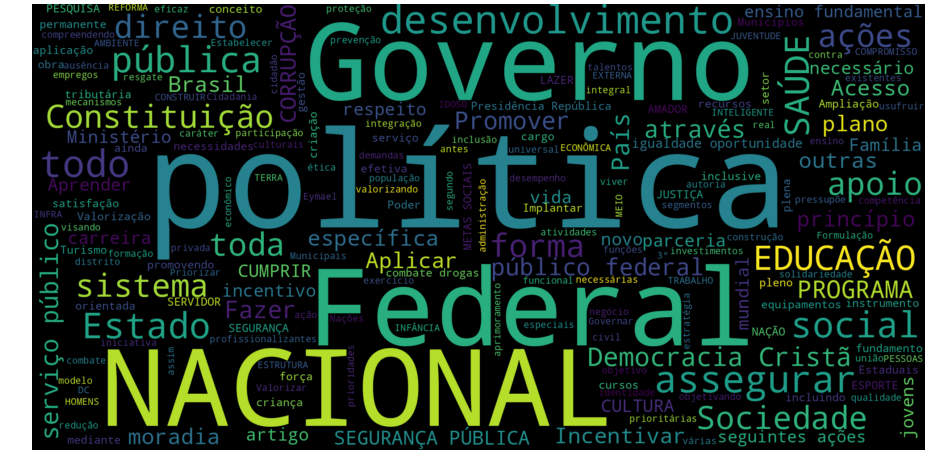 PESQUISA
REFORMA
eficaz
conceito
permanente
compreendendo
direito
desenvolvimento
proteção
ensino fundamental
Municípios
JUVENTUDE
COMPROMISSO
AMBIENTE
Estabelecer
aplicação
obra
ausência
pública
cidadão
CORRUPÇÃO
Governo
prevenção
talentos
EXTERNA
LAZER
integral
setor
SAÚDE
ações
contra
necessário
existentes
empregos
resgate
Brasil
gestão
tributária
CONSTRUIR
Cidadania
mecanismos
Constituição
respeito
IDOSO
Presidência República
AMADOR
recursos
INTELIGENTE
Acesso
Ampliação
usufruir
Ministério
caráter
participação
criação
integração
Promover
País
através
real
plano
ainda
necessidades
culturais
serviço
inclusão
cargo
igualdade oportunidade
ensino
Família
todo
política
antes
universal
ECONÔMICA
outras
TERRA
ética
demandas
efetiva
população
valorizando
METAS SOCIAIS
segundo
desempenho
viver
JUSTIÇA
autoria
inclusive
segmentos
plena
pressupõe
competência
apoio
Aprender
econômico
Eymael
Poder
administração
vida
Implantar
MEIO
satisfação
INFRA
Valorização
visando
carreira
Turismo
formação
distrito
privada
promovendo
Priorizar
Municipais
toda
específica
forma
atividades
novo
parceria
construção
princípio
Formulação
funções
3º
investimentos
serviço público
sistema
orientada
SERVIDOR
CUMPRIR
incentivo
Aplicar
combate drogas
exercício
público federal
funcional
necessárias
TRABALHO
mundial
EDUCAÇÃO
solidariedade
pleno
PROGRAMA
equipamentos
instrumento
Estado
Fazer
ação
Nações
SEGURANÇA
profissionalizantes
INFÂNCIA
Federal
aprimoramento
especiais
negócio
Governar
civil
estratégia
NAÇÃO
social
iniciativa
combate
assim
ESTRUTURA
força
Valorizar
criança
prioridades
modelo
DC
HOMENS
redução
mediante
NACIONAL
Democracia Cristã
fundamento
união
PESSOAS
Estaduais
objetivo
cursos
identidade
objetivando
assegurar
ESPORTE
incluindo
qualidade
CULTURA
prioritárias
Sociedade
jovens
moradia
artigo
SEGURANÇA PÚBLICA
Incentivar
várias
seguintes ações